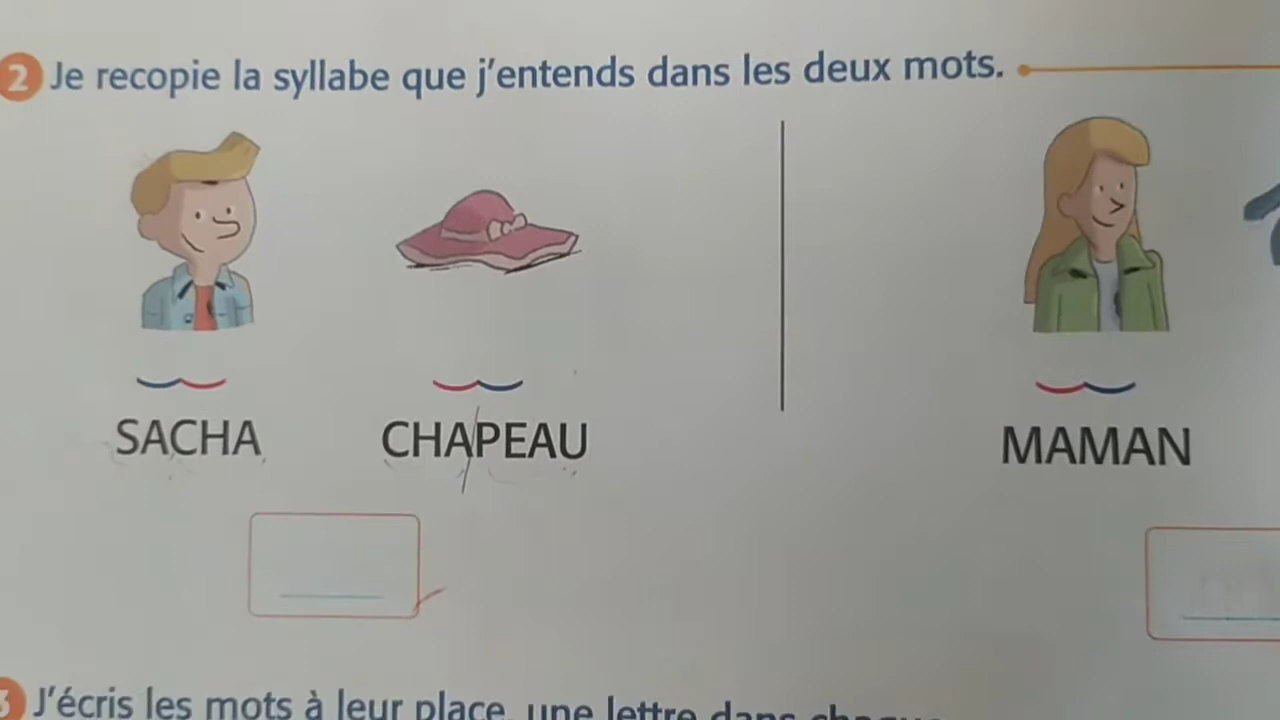 2 Je recopie la syllabe que j'entends dans les deux mots.
SACHA CHAPEAU MAMAN
J'écris les mots à leur place, une lettre dans